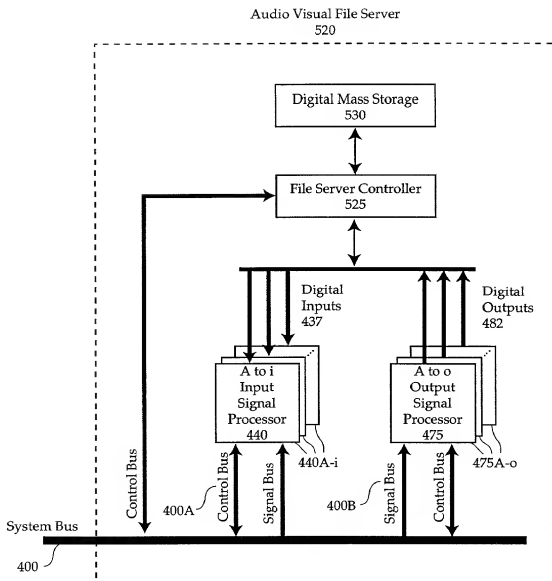 Audio Visual File Server
520
Digital Mass Storage
530
File Server Controller
525
Digital
Inputs
437
Digital
Outputs
482
A to i
Input
Signal
Processor
440
440A-i
A to o
Output
Signal
Processor
475
475A-o
Control Bus
400A
Control Bus
Signal Bus
400B
Signal Bus
Control Bus
System Bus
400